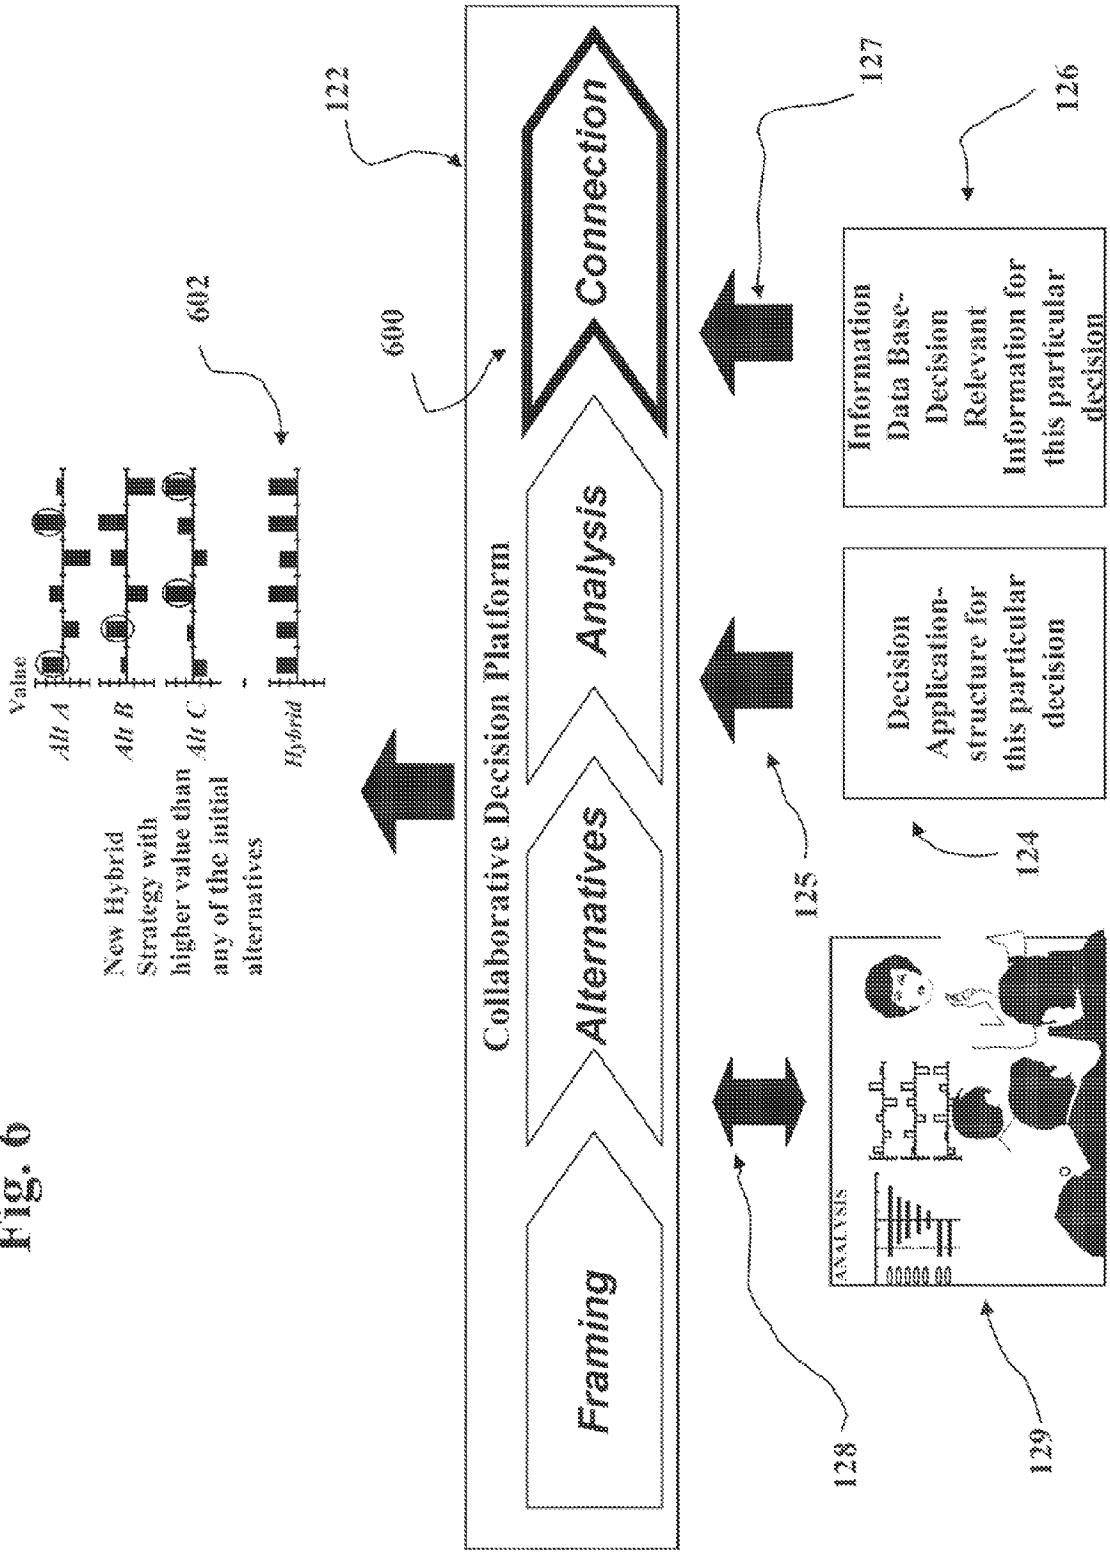 Fig. 6
Value
Alt A
Alt B
Alt C
Hybrid
New Hybrid
Strategy with
higher value than
any of the initial
alternatives
602
122
600
Collaborative Decision Platform
Framing
Alternatives
Analysis
Connection
128
125
127
129
ANALYSIS
124
Decision
Application-
structure for
this particular
decision
126
Information
Data Base-
Decision
Relevant
Information for
this particular
decision